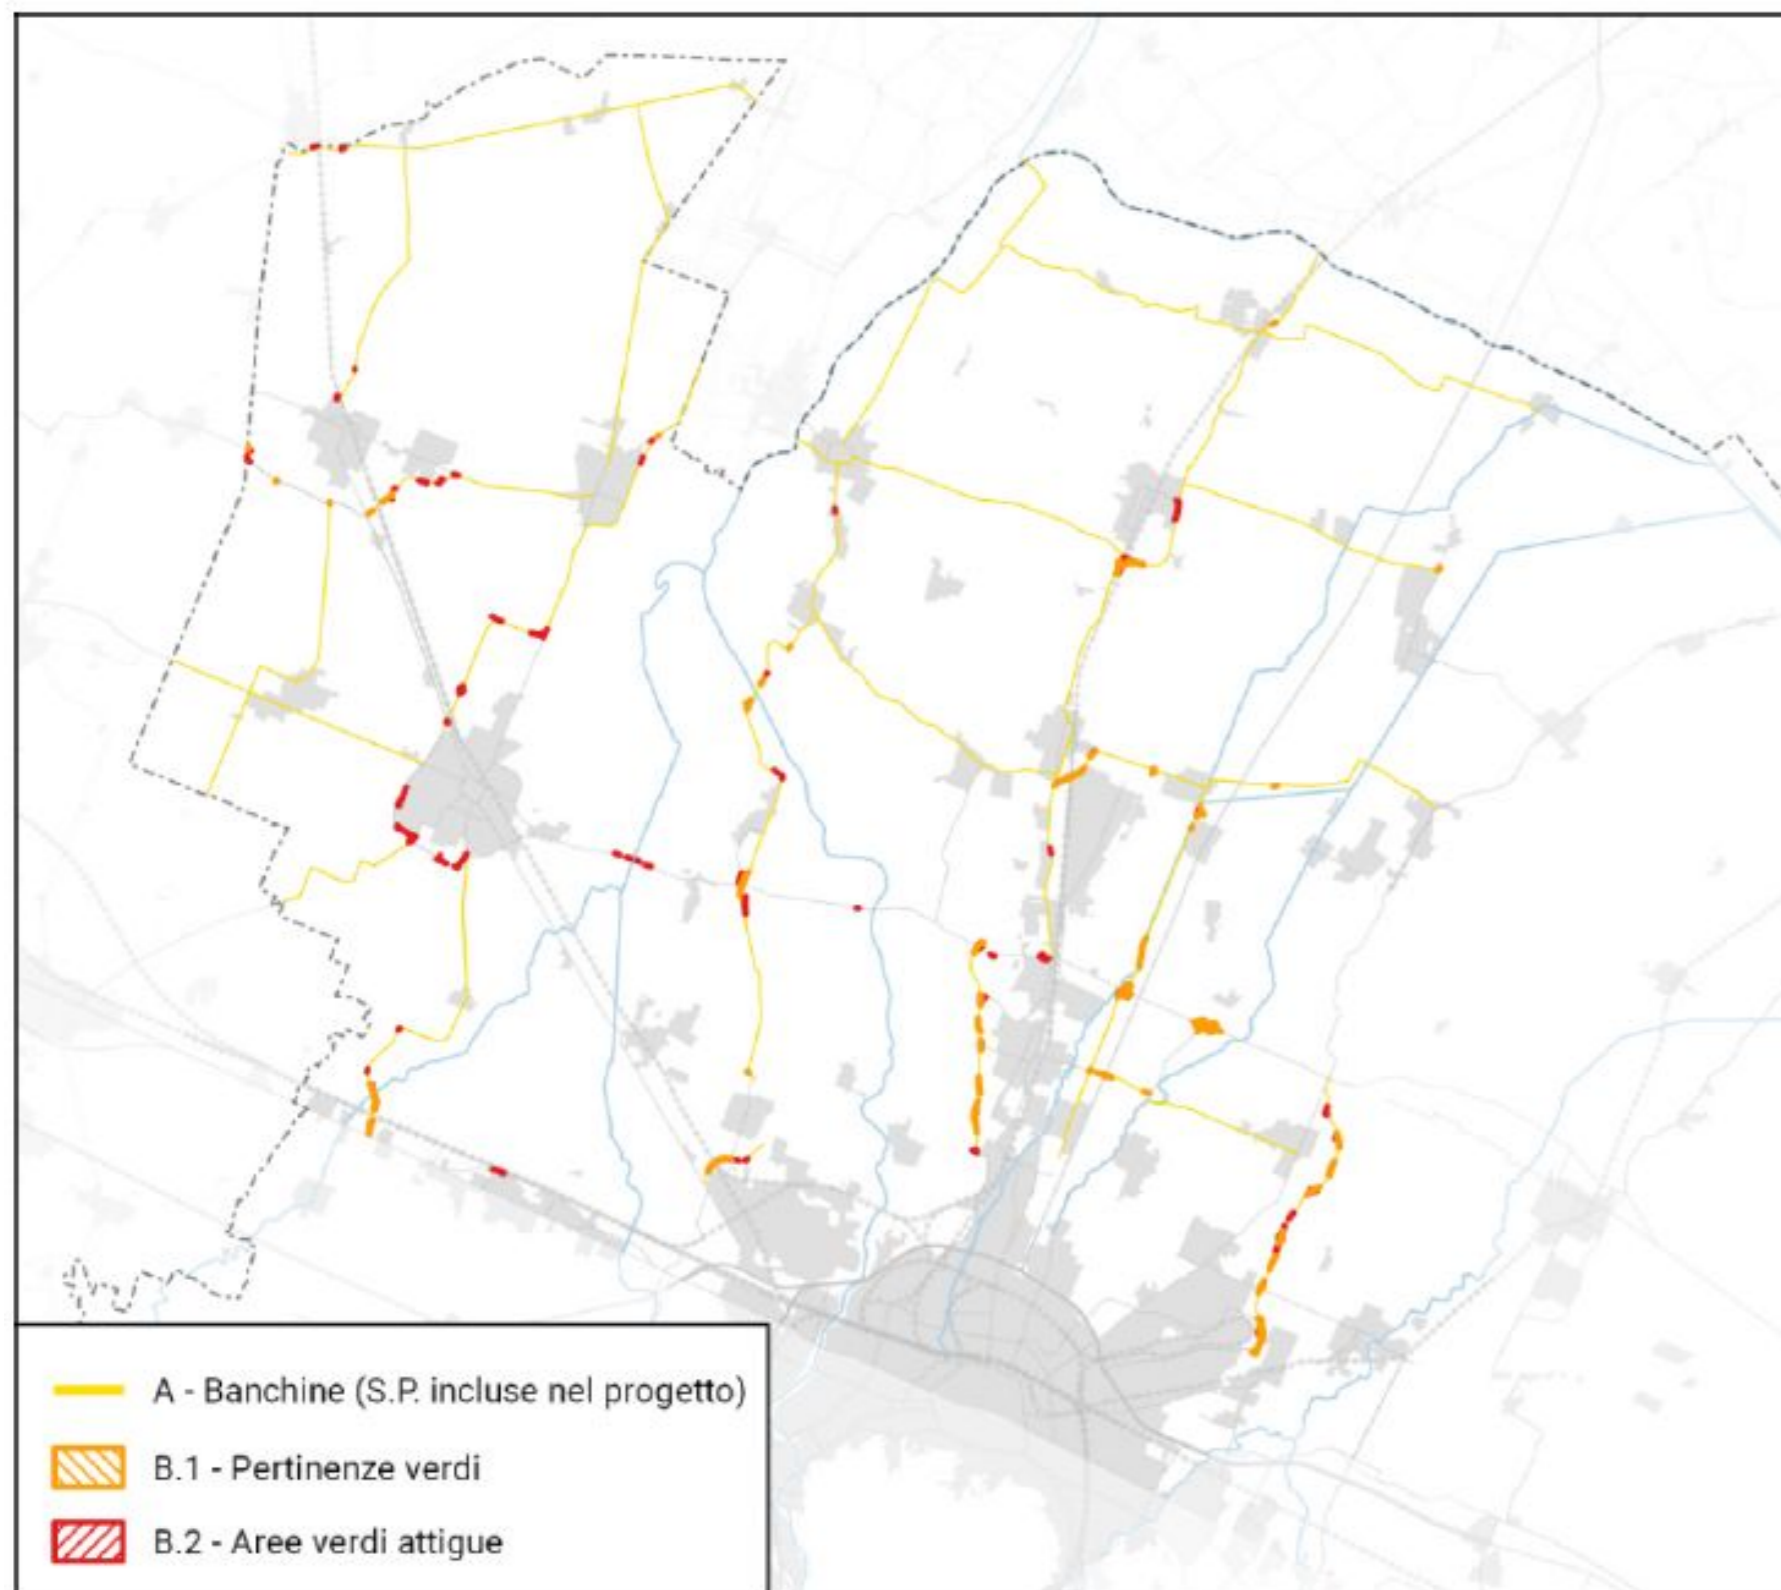 A - Banchine (S.P. incluse nel progetto)
B.1 - Pertinenze verdi
B.2 - Aree verdi attigue